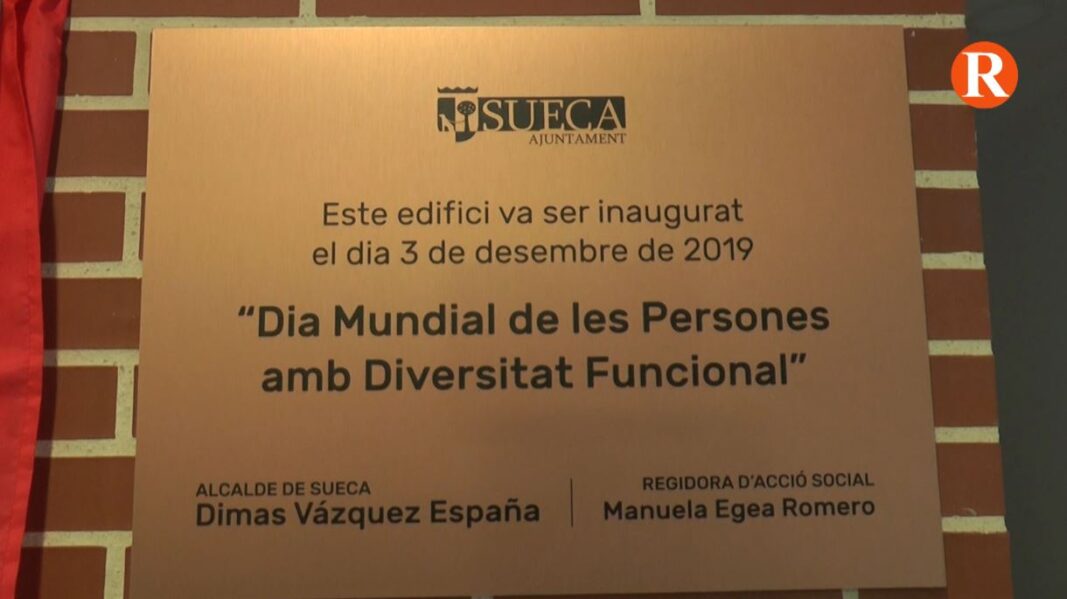 R
SUECA
AJUNTAMENT
Este edifici va ser inaugurat
el dia 3 de desembre de 2019
“Dia Mundial de les Persones
amb Diversitat Funcional”
ALCALDE DE SUECA
Dimas Vázquez España
REGIDORA D'ACCIÓ SOCIAL
Manuela Egea Romero